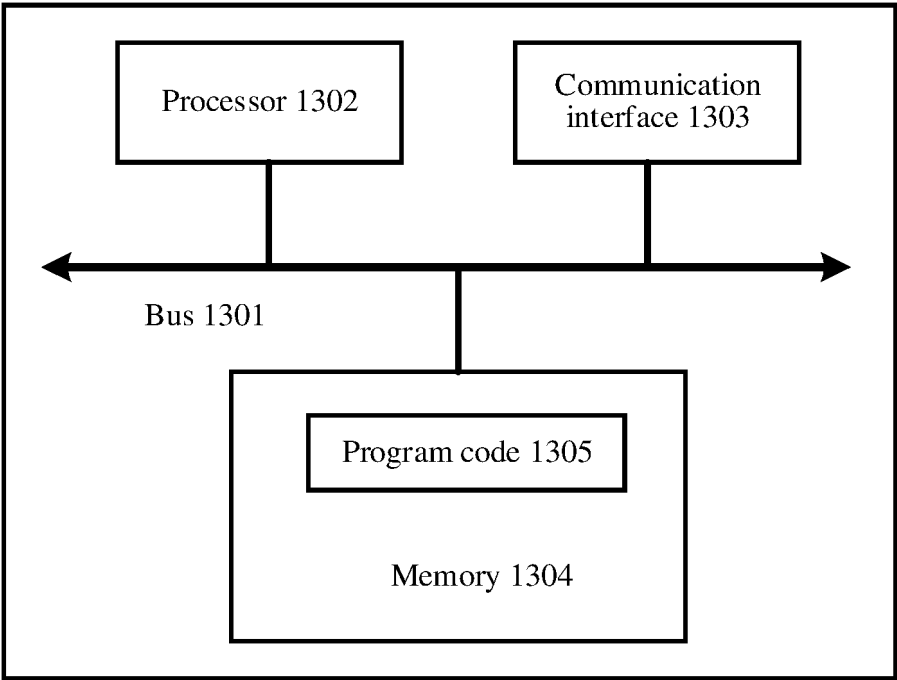 Processor 1302
Communication
interface 1303
Bus 1301
Program code 1305
Memory 1304